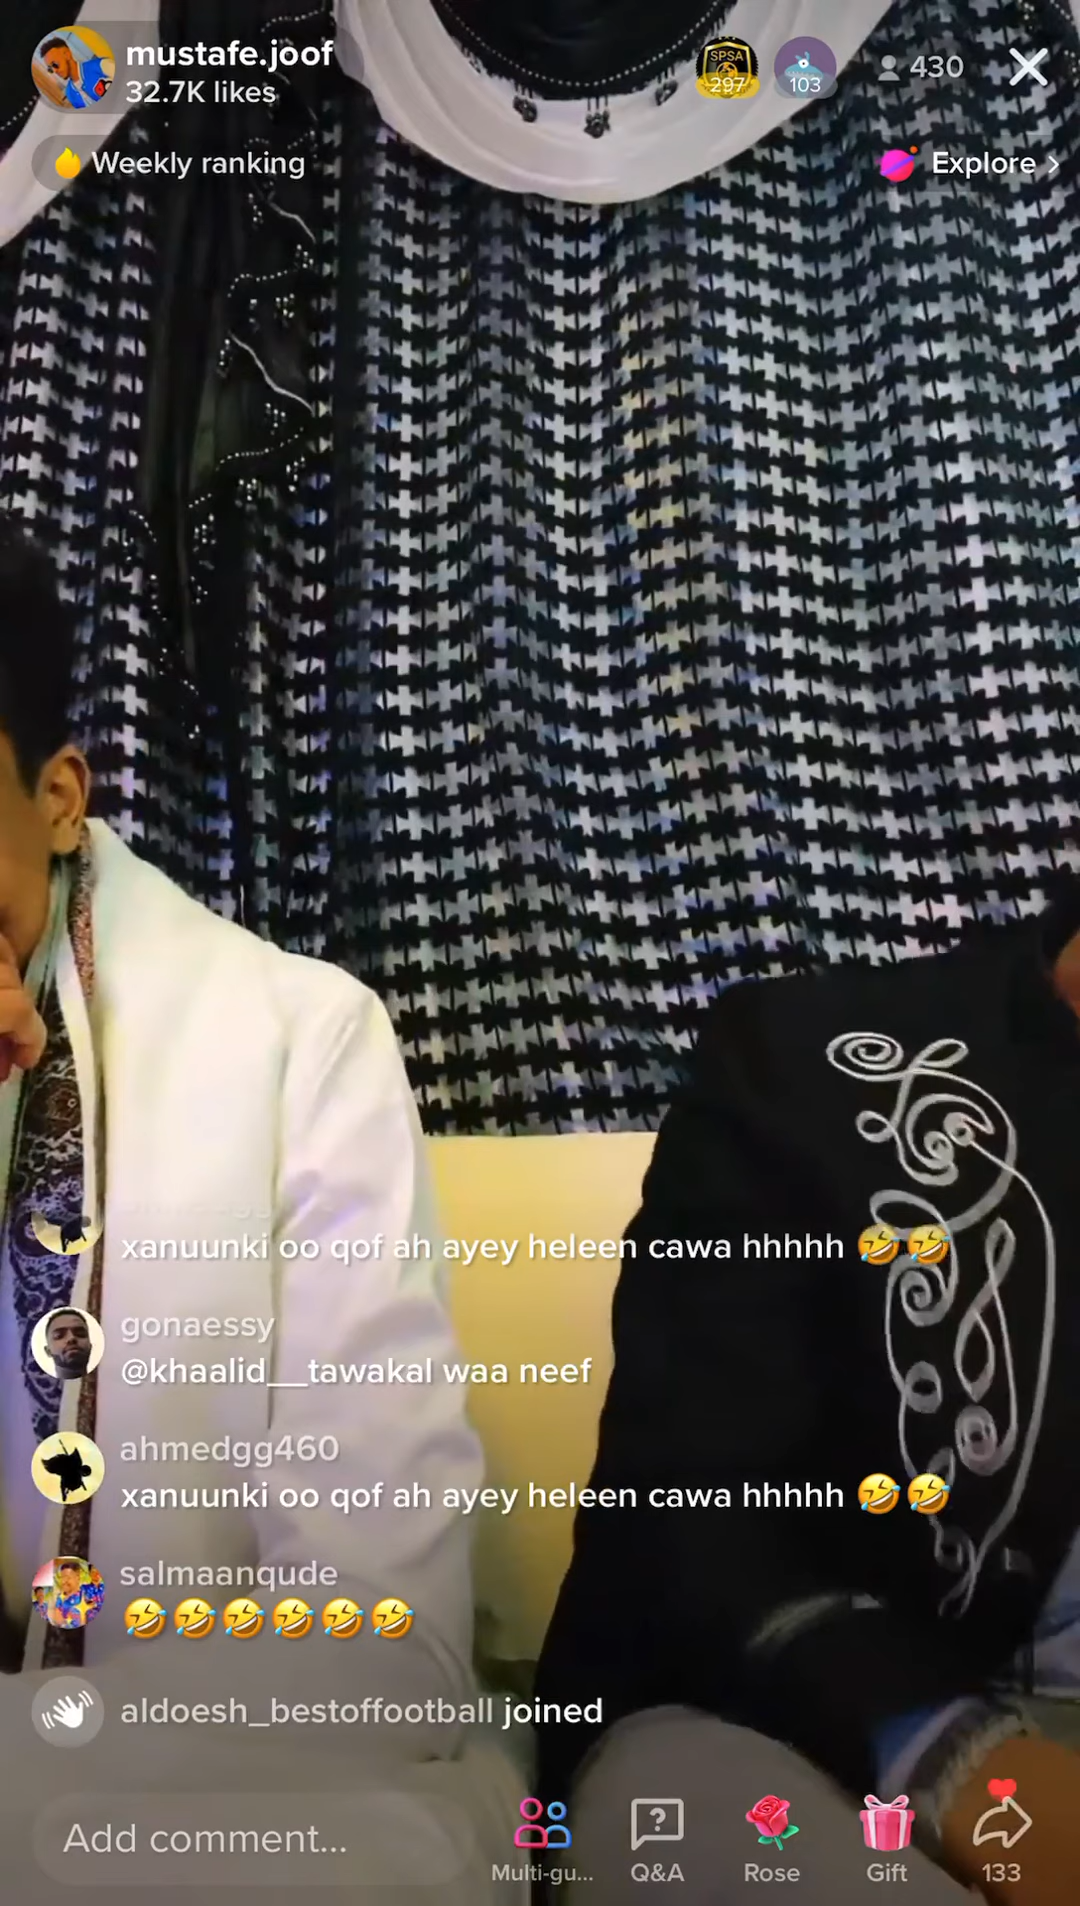 mustafe.joof
32.7K likes
SPSA
297
103
430
Weekly ranking
Explore >
xanuunki oo qof ah ayey heleen cawa hhhhh 🤣🤣
gonaessy
@khaalid__tawakal waa neef
ahmedgg460
xanuunki oo qof ah ayey heleen cawa hhhhh 🤣🤣
salmaanqude
🤣🤣🤣🤣🤣🤣
aldoesh_bestoffootball joined
Add comment...
Multi-gu...
Q&A
Rose
Gift
133